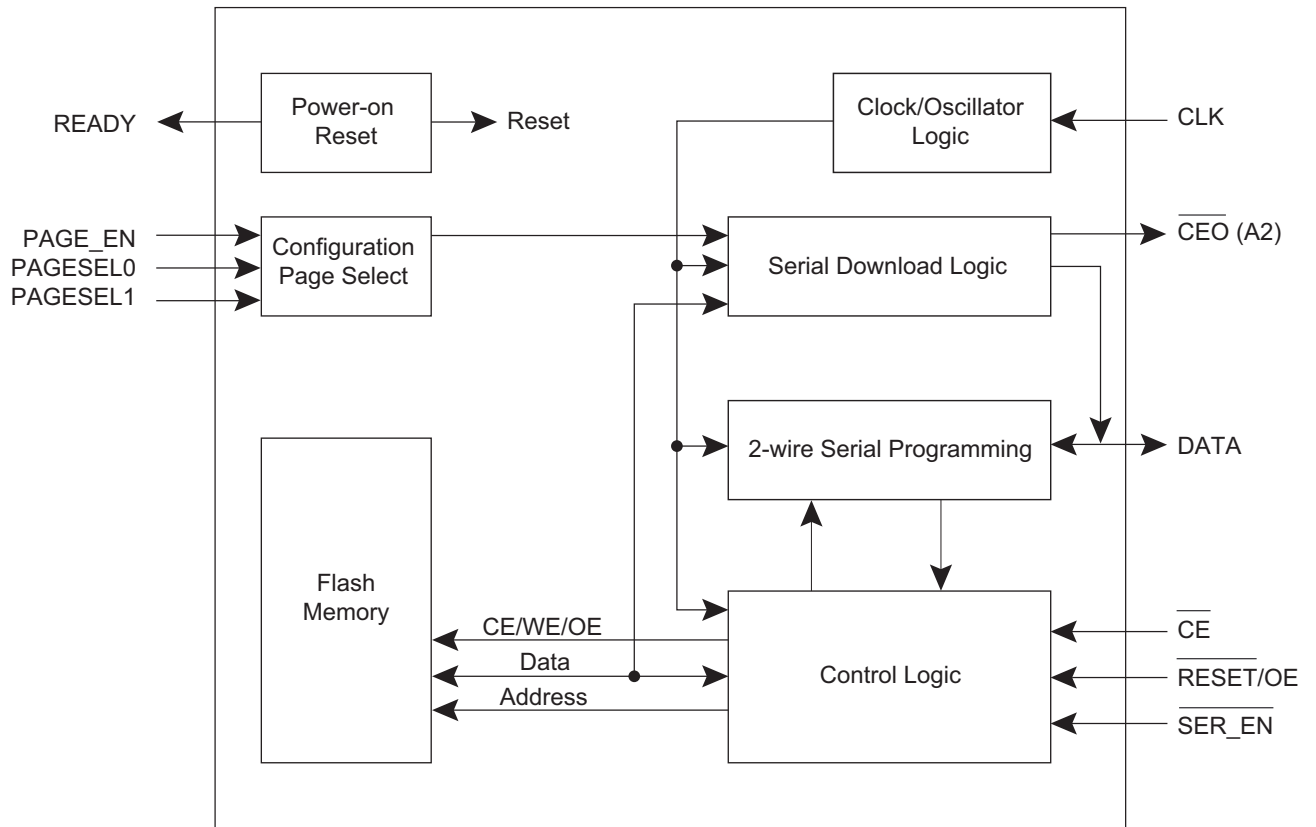 READY
Power-on
Reset
Reset
Clock/Oscillator
Logic
CLK
PAGE_EN
PAGESEL0
PAGESEL1
Configuration
Page Select
Serial Download Logic
CEO (A2)
2-wire Serial Programming
DATA
Flash
Memory
CE/WE/OE
Data
Address
Control Logic
CE
RESET/OE
SER_EN